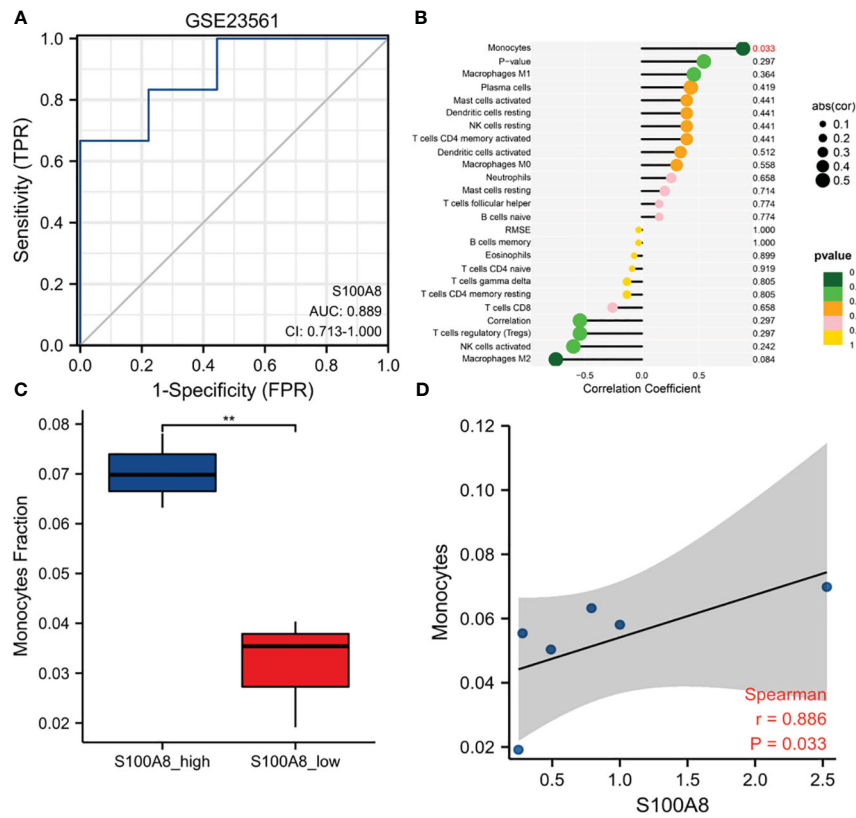 A
GSE23561
1.0
0.8
0.6
0.4
0.2
0.0
Sensitivity (TPR)
S100A8
AUC: 0.889
CI: 0.713-1.000
0.0 0.2 0.4 0.6 0.8 1.0
1-Specificity (FPR)
B
Monocytes 0.033
P-value 0.297
Macrophages M1 0.364
Plasma cells 0.419
Mast cells activated 0.441
Dendritic cells resting 0.441
NK cells resting 0.441
T cells CD4 memory activated 0.441
Dendritic cells activated 0.512
Macrophages M0 0.558
Neutrophils 0.658
Mast cells resting 0.714
T cells follicular helper 0.774
B cells naive 0.774
RMSE 1.000
B cells memory 1.000
Eosinophils 0.899
T cells CD4 naive 0.919
T cells gamma delta 0.805
T cells CD4 memory resting 0.805
T cells CD8 0.658
Correlation 0.297
T cells regulatory (Tregs) 0.297
NK cells activated 0.242
Macrophages M2 0.084
−0.5 0.0 0.5
Correlation Coefficient
abs(cor)
0.1
0.2
0.3
0.4
0.5
pvalue
1
C
0.08
0.07
0.06
0.05
0.04
0.03
0.02
Monocytes Fraction
**
S100A8_high S100A8_low
D
0.12
0.10
0.08
0.06
0.04
0.02
Monocytes
Spearman
r = 0.886
P = 0.033
0.5 1.0 1.5 2.0 2.5
S100A8